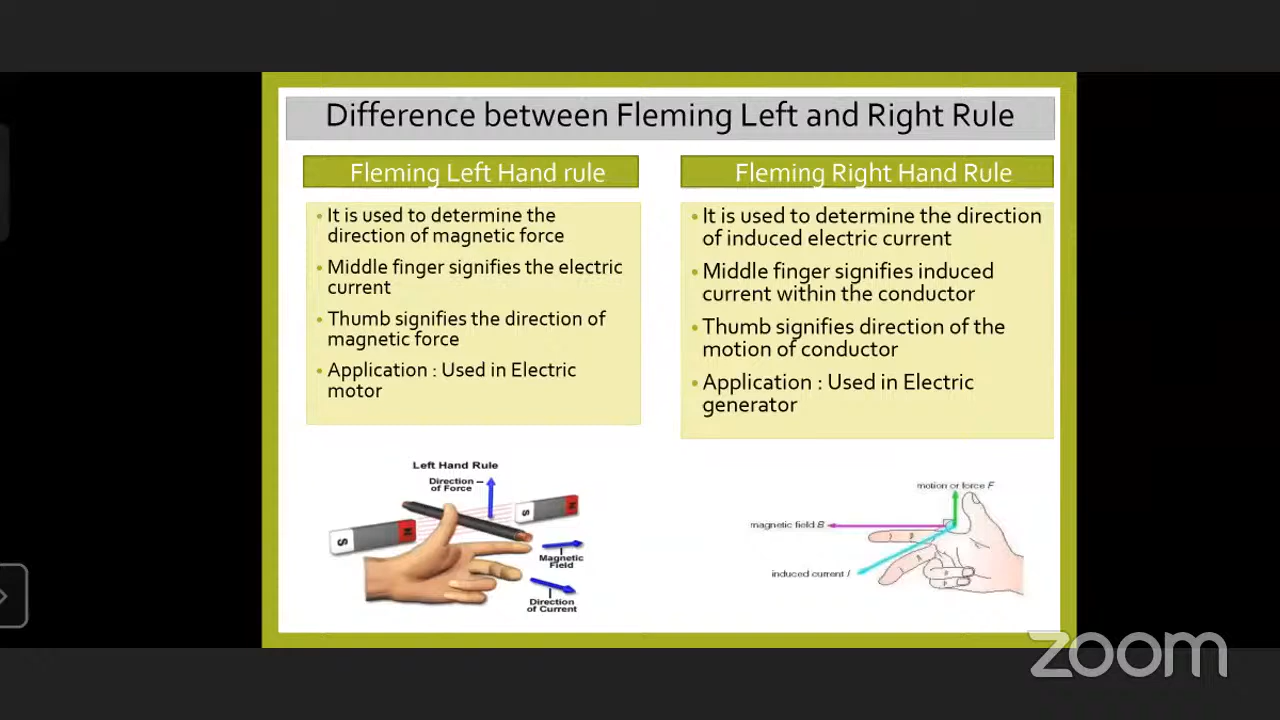 Difference between Fleming Left and Right Rule
Fleming Left Hand rule
• It is used to determine the
direction of magnetic force
• Middle finger signifies the electric
current
• Thumb signifies the direction of
magnetic force
• Application : Used in Electric
motor
Fleming Right Hand Rule
• It is used to determine the direction
of induced electric current
• Middle finger signifies induced
current within the conductor
• Thumb signifies direction of the
motion of conductor
• Application : Used in Electric
generator
Left Hand Rule
Direction
of Force
S
N
S
N
Magnetic
Field
Direction
of Current
motion or force F
magnetic field B
induced current I
zoom